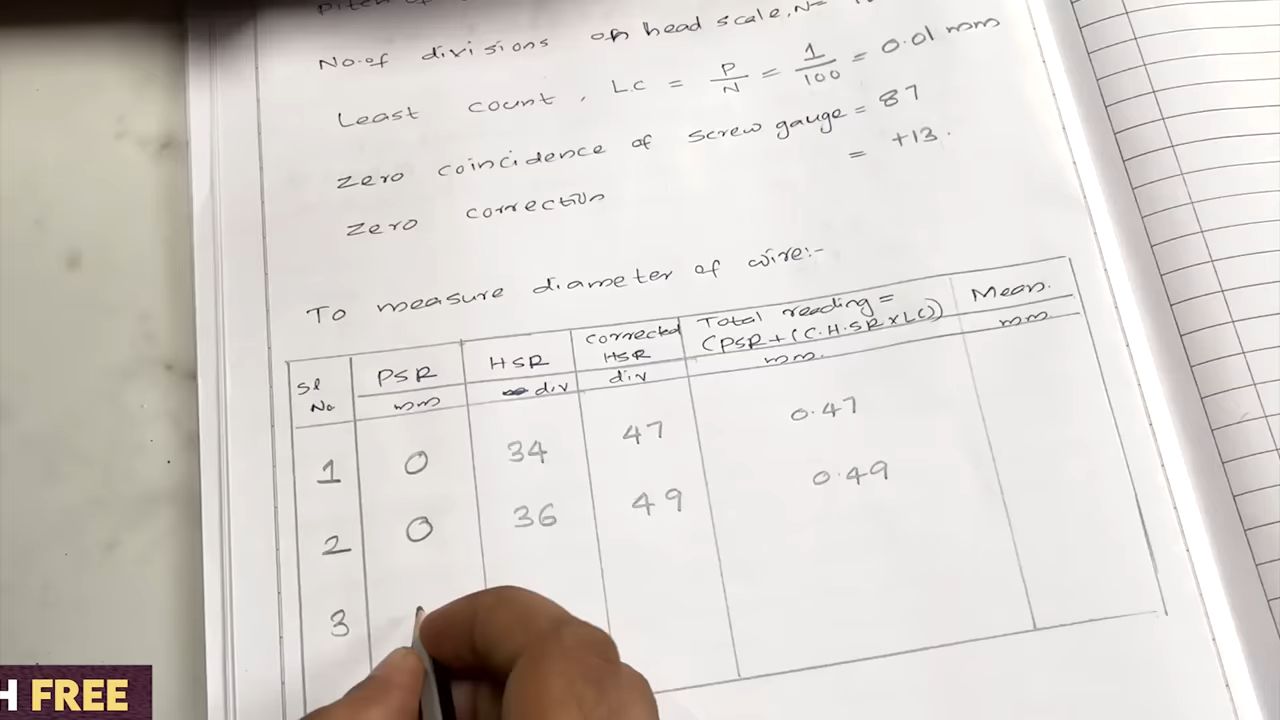 No.of divisions on head scale, N=
Least count, L.C = P/N = 1/100 = 0.01 mm
Zero coincidence of screw gauge = 87
Zero correction = +13.
To measure diameter of wire:-
Sl No | PSR mm | HSR div | corrected HSR div | Total reading = (PSR + (C.H.SR x LC) mm. | Mean. mm
1 0 34 47 0.47
2 0 36 49 0.49
3
H FREE